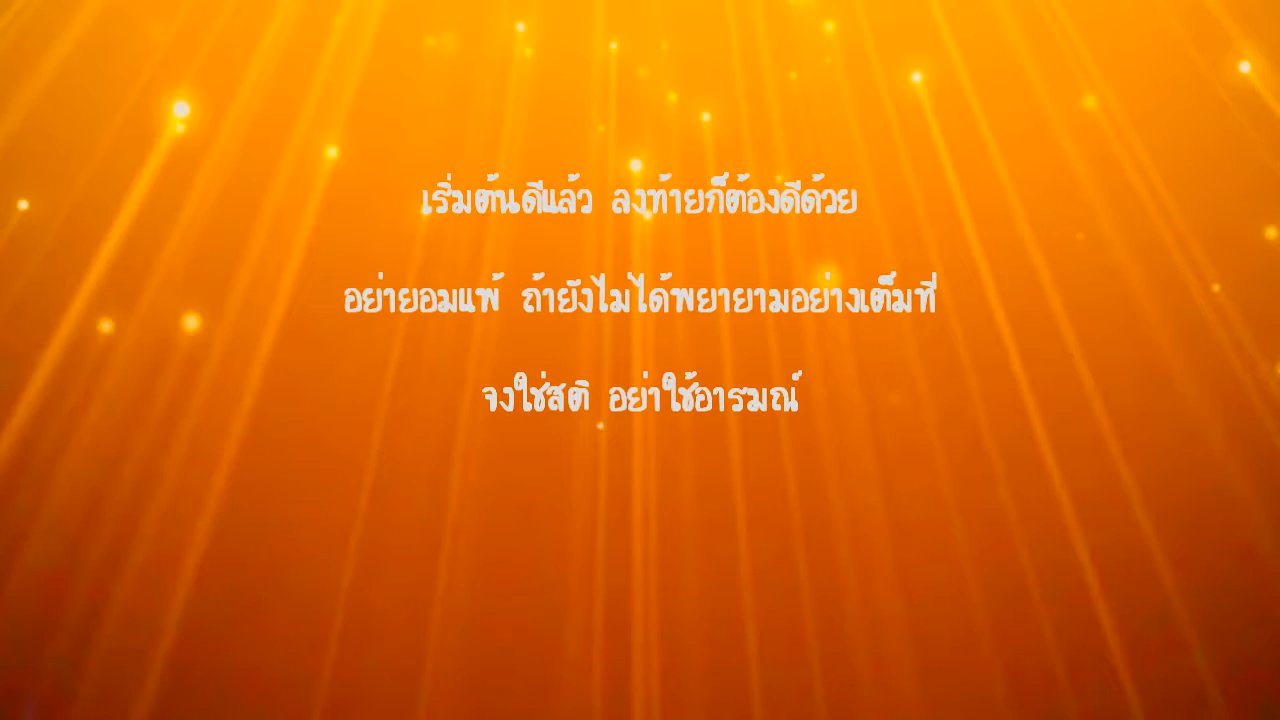 เริ่มต้นดีแล้ว ลงท้ายก็ต้องดีด้วย
อย่ายอมแพ้ ถ้ายังไม่ได้พยายามอย่างเต็มที่
จงใช่สติ อย่าใช้อารมณ์